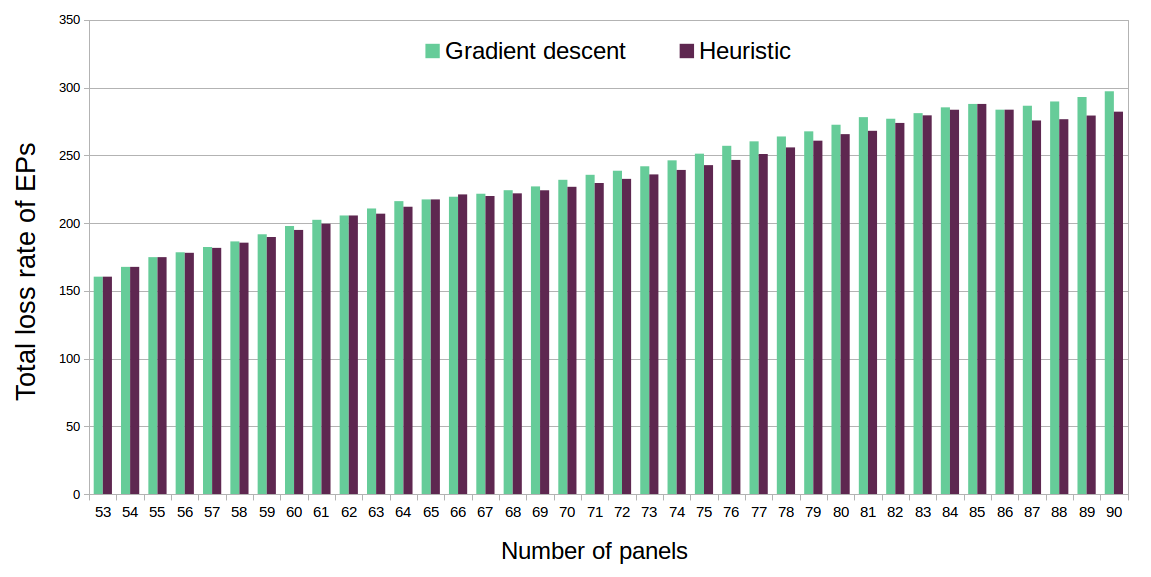 350
Gradient descent Heuristic
300
250
200
150
100
50
0
Total loss rate of EPs
53 54 55 56 57 58 59 60 61 62 63 64 65 66 67 68 69 70 71 72 73 74 75 76 77 78 79 80 81 82 83 84 85 86 87 88 89 90
Number of panels